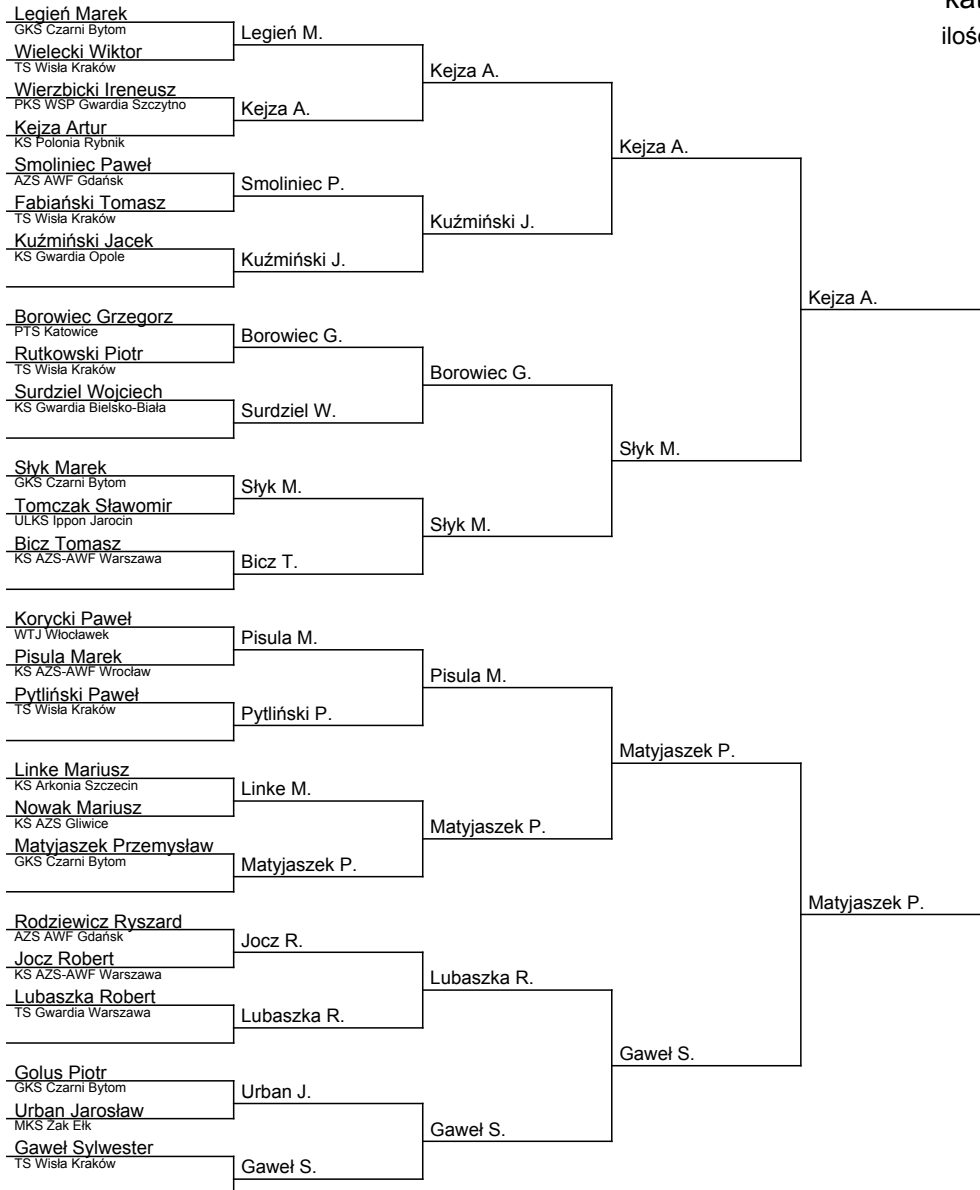 kat
ilość
Legień Marek
GKS Czarni Bytom
Wielecki Wiktor
TS Wisła Kraków
Wierzbicki Ireneusz
PKS WSP Gwardia Szczytno
Kejza Artur
KS Polonia Rybnik
Smoliniec Paweł
AZS AWF Gdańsk
Fabiański Tomasz
TS Wisła Kraków
Kuźmiński Jacek
KS Gwardia Opole
Borowiec Grzegorz
PTS Katowice
Rutkowski Piotr
TS Wisła Kraków
Surdziel Wojciech
KS Gwardia Bielsko-Biała
Słyk Marek
GKS Czarni Bytom
Tomczak Sławomir
ULKS Ippon Jarocin
Bicz Tomasz
KS AZS-AWF Warszawa
Korycki Paweł
WTJ Włocławek
Pisula Marek
KS AZS-AWF Wrocław
Pytliński Paweł
TS Wisła Kraków
Linke Mariusz
KS Arkonia Szczecin
Nowak Mariusz
KS AZS Gliwice
Matyjaszek Przemysław
GKS Czarni Bytom
Rodziewicz Ryszard
AZS AWF Gdańsk
Jocz Robert
KS AZS-AWF Warszawa
Lubaszka Robert
TS Gwardia Warszawa
Golus Piotr
GKS Czarni Bytom
Urban Jarosław
MKS Żak Ełk
Gaweł Sylwester
TS Wisła Kraków
Legień M.
Kejza A.
Smoliniec P.
Kuźmiński J.
Borowiec G.
Surdziel W.
Słyk M.
Bicz T.
Pisula M.
Pytliński P.
Linke M.
Matyjaszek P.
Jocz R.
Lubaszka R.
Urban J.
Gaweł S.
Kejza A.
Kuźmiński J.
Borowiec G.
Słyk M.
Pisula M.
Matyjaszek P.
Lubaszka R.
Gaweł S.
Kejza A.
Słyk M.
Matyjaszek P.
Gaweł S.
Kejza A.
Matyjaszek P.